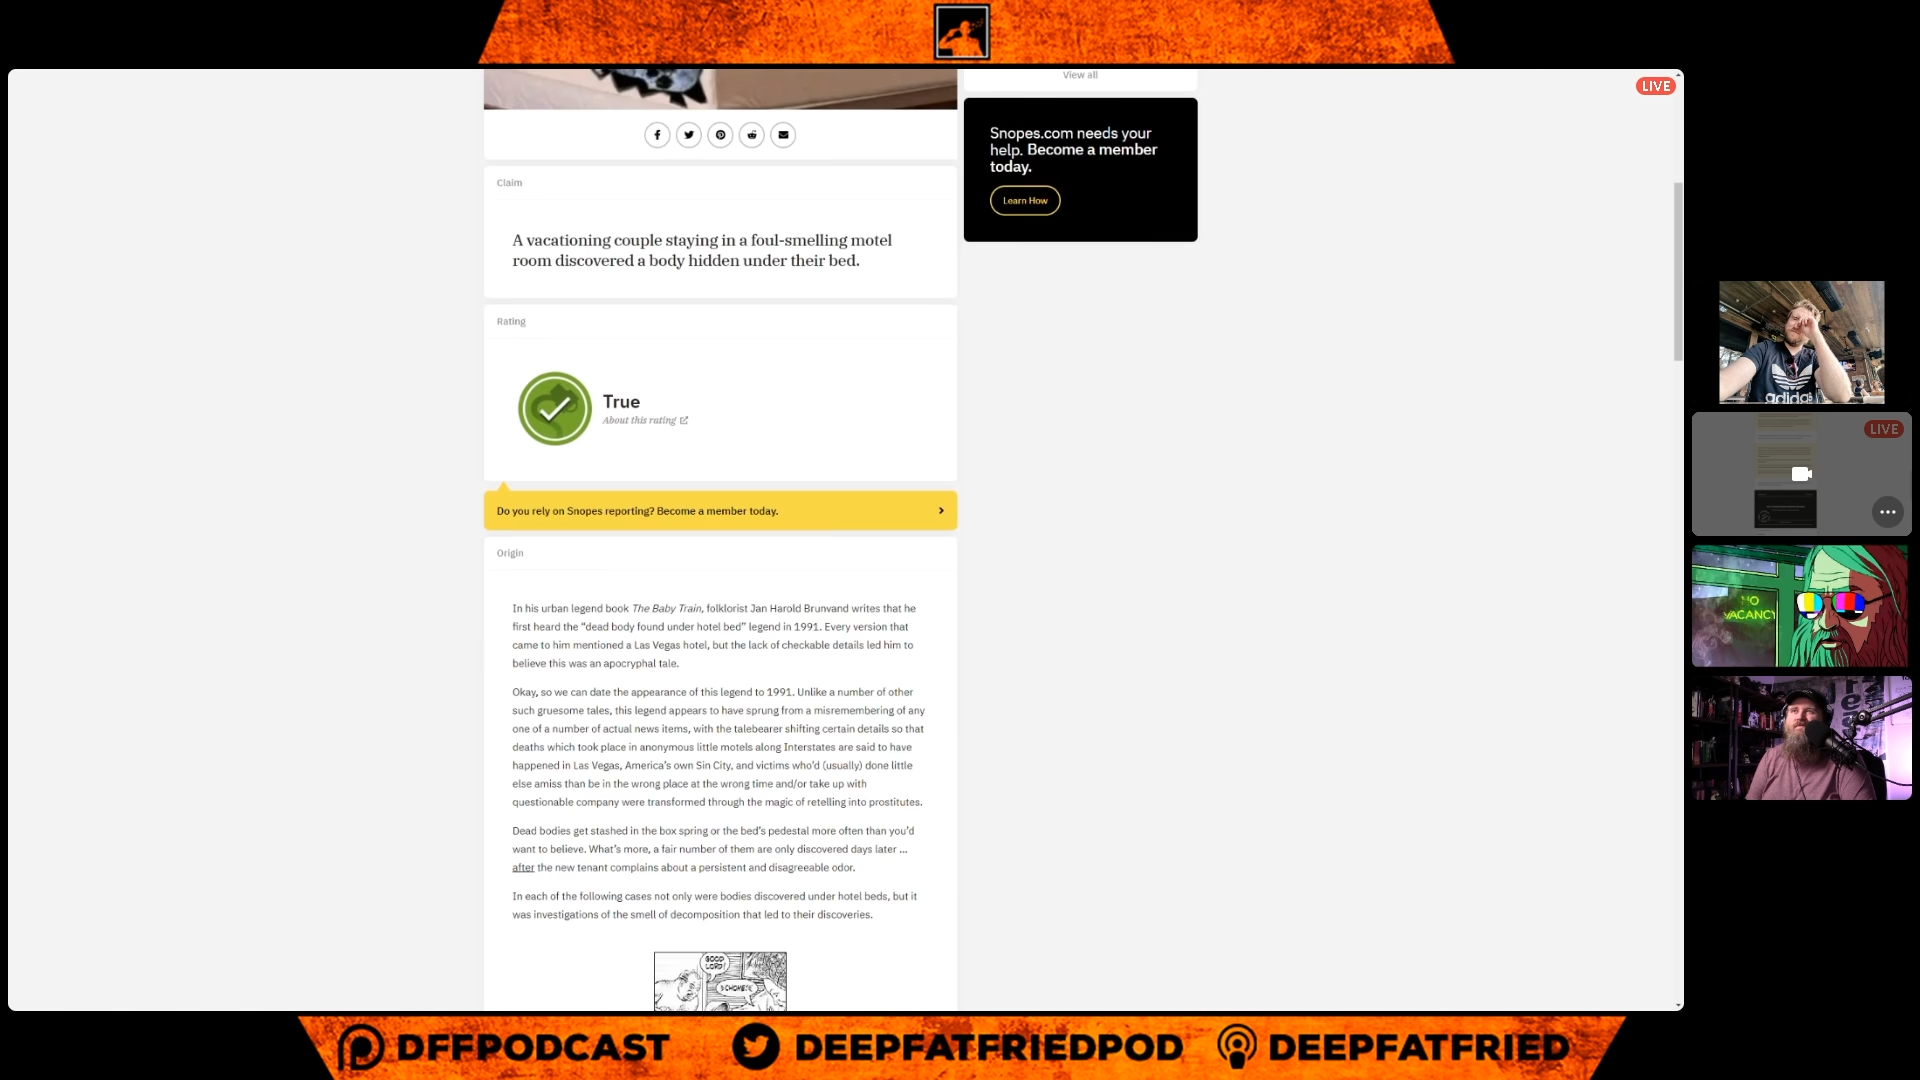 View all
LIVE
Snopes.com needs your
help. Become a member
today.
Learn How
Claim
A vacationing couple staying in a foul-smelling motel
room discovered a body hidden under their bed.
Rating
True
About this rating
Do you rely on Snopes reporting? Become a member today.
Origin
In his urban legend book The Baby Train, folklorist Jan Harold Brunvand writes that he
first heard the “dead body found under hotel bed” legend in 1991. Every version that
came to him mentioned a Las Vegas hotel, but the lack of checkable details led him to
believe this was an apocryphal tale.
Okay, so we can date the appearance of this legend to 1991. Unlike a number of other
such gruesome tales, this legend appears to have sprung from a misremembering of any
one of a number of actual news items, with the talebearer shifting certain details so that
deaths which took place in anonymous little motels along Interstates are said to have
happened in Las Vegas, America’s own Sin City, and victims who’d (usually) done little
else amiss than be in the wrong place at the wrong time and/or take up with
questionable company were transformed through the magic of retelling into prostitutes.
Dead bodies get stashed in the box spring or the bed’s pedestal more often than you’d
want to believe. What’s more, a fair number of them are only discovered days later ...
after the new tenant complains about a persistent and disagreeable odor.
In each of the following cases not only were bodies discovered under hotel beds, but it
was investigations of the smell of decomposition that led to their discoveries.
GOOD
LORD!
adidas
LIVE
NO
VACANCY
DFFPODCAST
DEEPFATFRIEDPOD
DEEPFATFRIED